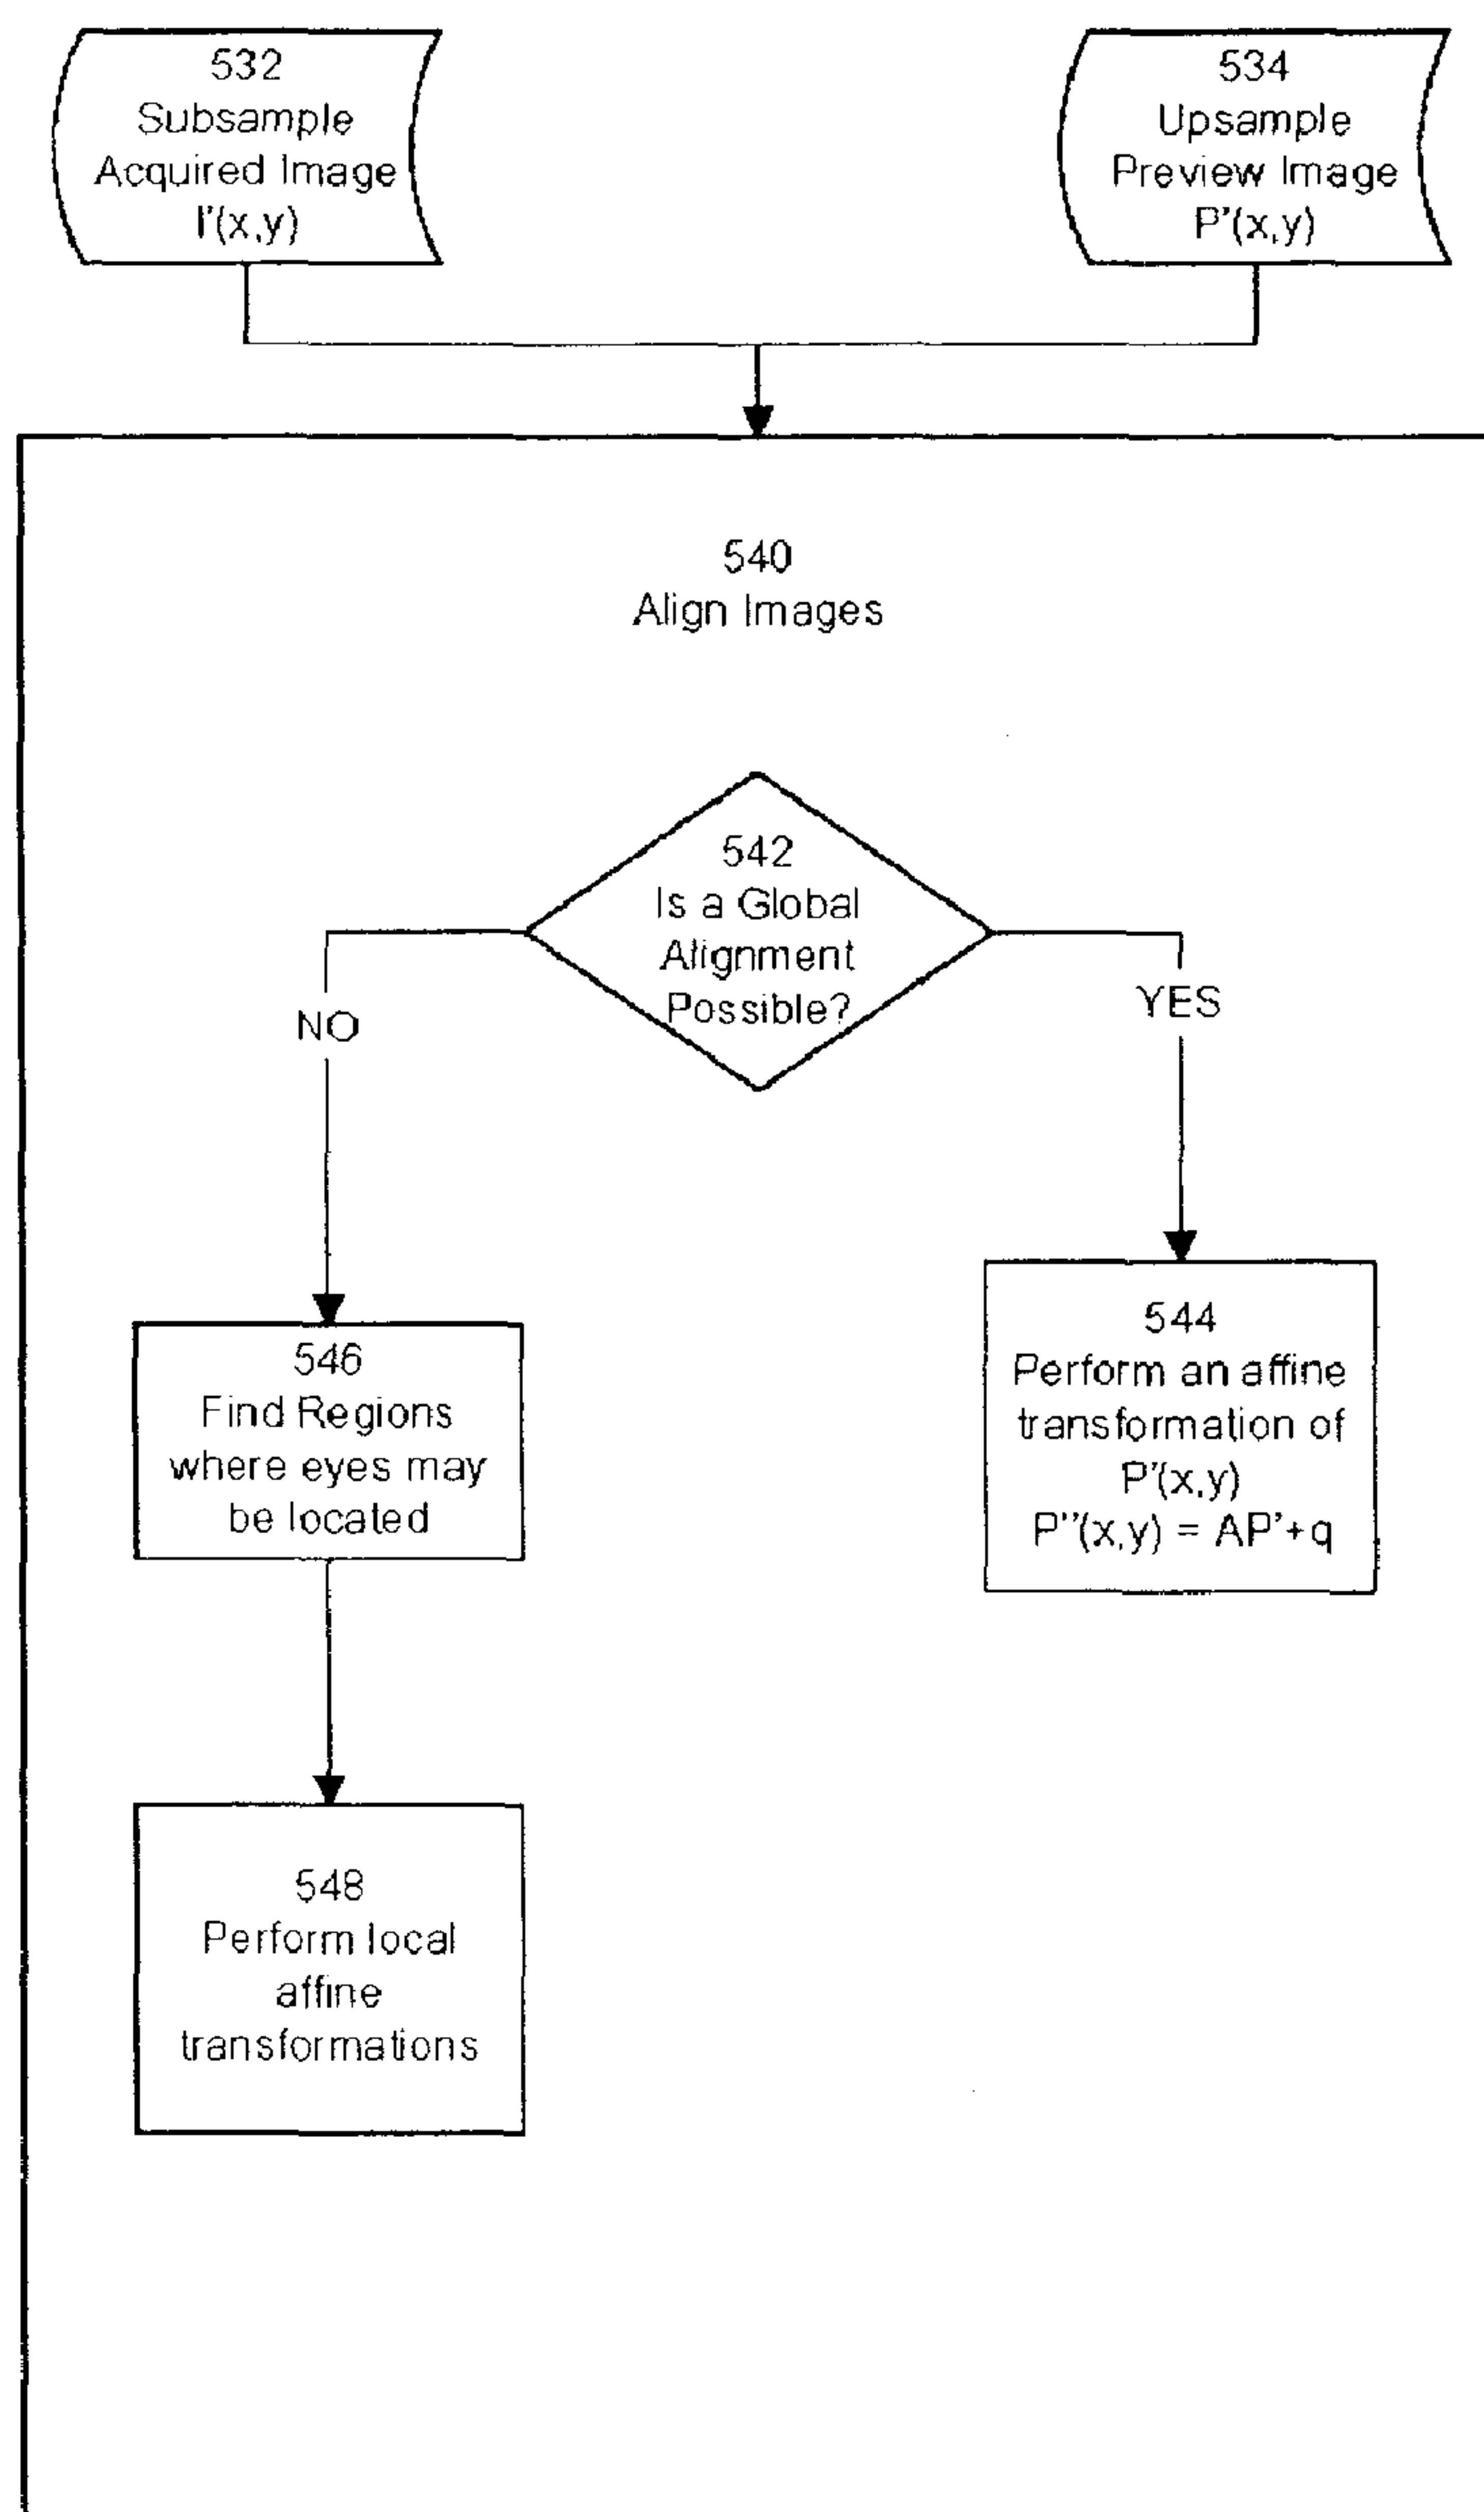 532
Subsample
Acquired Image
I'(x,y)
534
Upsample
Preview Image
P'(x,y)
540
Align Images
542
Is a Global
Alignment
Possible?
NO
YES
546
Find Regions
where eyes may
be located
544
Perform an affine
transformation of
P'(x,y)
P''(x,y) = AP'+q
548
Perform local
affine
transformations